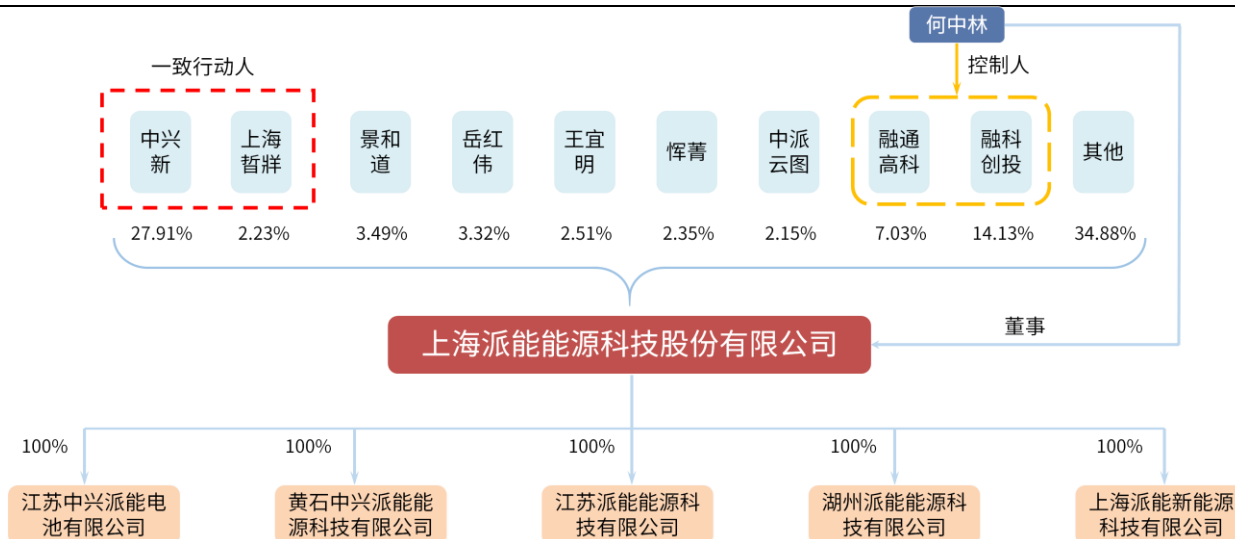 何中林
一致行动人
控制人
中兴
新
上海
晢牂
景和
道
岳红
伟
王宜
明
恽菁
中派
云图
融通
高科
融科
创投
其他
27.91%
2.23%
3.49%
3.32%
2.51%
2.35%
2.15%
7.03%
14.13%
34.88%
上海派能能源科技股份有限公司
董事
100%
100%
100%
100%
100%
江苏中兴派能电
池有限公司
黄石中兴派能能
源科技有限公司
江苏派能能源科
技有限公司
湖州派能能源科
技有限公司
上海派能新能源
科技有限公司